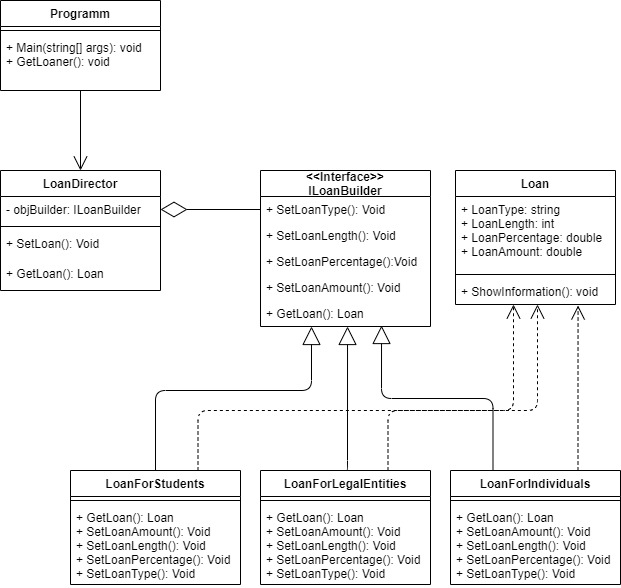 Programm
+ Main(string[] args): void
+ GetLoaner(): void
LoanDirector
- objBuilder: ILoanBuilder
+ SetLoan(): Void
+ GetLoan(): Loan
<<Interface>>
ILoanBuilder
+ SetLoanType(): Void
+ SetLoanLength(): Void
+ SetLoanPercentage():Void
+ SetLoanAmount(): Void
+ GetLoan(): Loan
Loan
+ LoanType: string
+ LoanLength: int
+ LoanPercentage: double
+ LoanAmount: double
+ ShowInformation(): void
LoanForStudents
+ GetLoan(): Loan
+ SetLoanAmount(): Void
+ SetLoanLength(): Void
+ SetLoanPercentage(): Void
+ SetLoanType(): Void
LoanForLegalEntities
+ GetLoan(): Loan
+ SetLoanAmount(): Void
+ SetLoanLength(): Void
+ SetLoanPercentage(): Void
+ SetLoanType(): Void
LoanForIndividuals
+ GetLoan(): Loan
+ SetLoanAmount(): Void
+ SetLoanLength(): Void
+ SetLoanPercentage(): Void
+ SetLoanType(): Void